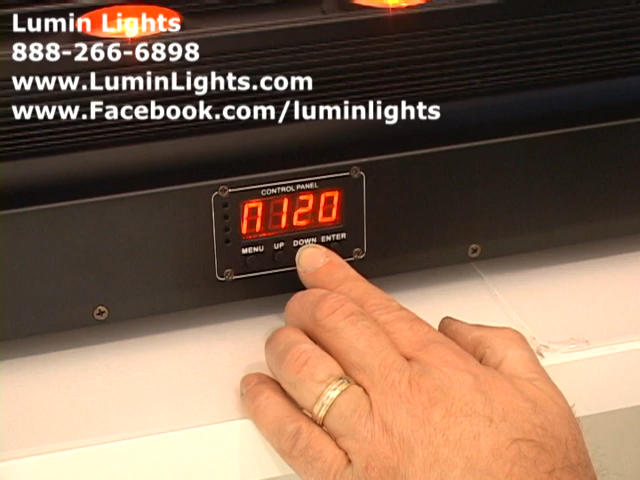 Lumin Lights
888-266-6898
www.LuminLights.com
www.Facebook.com/luminlights
CONTROL PANEL
A120
MENU UP DOWN ENTER